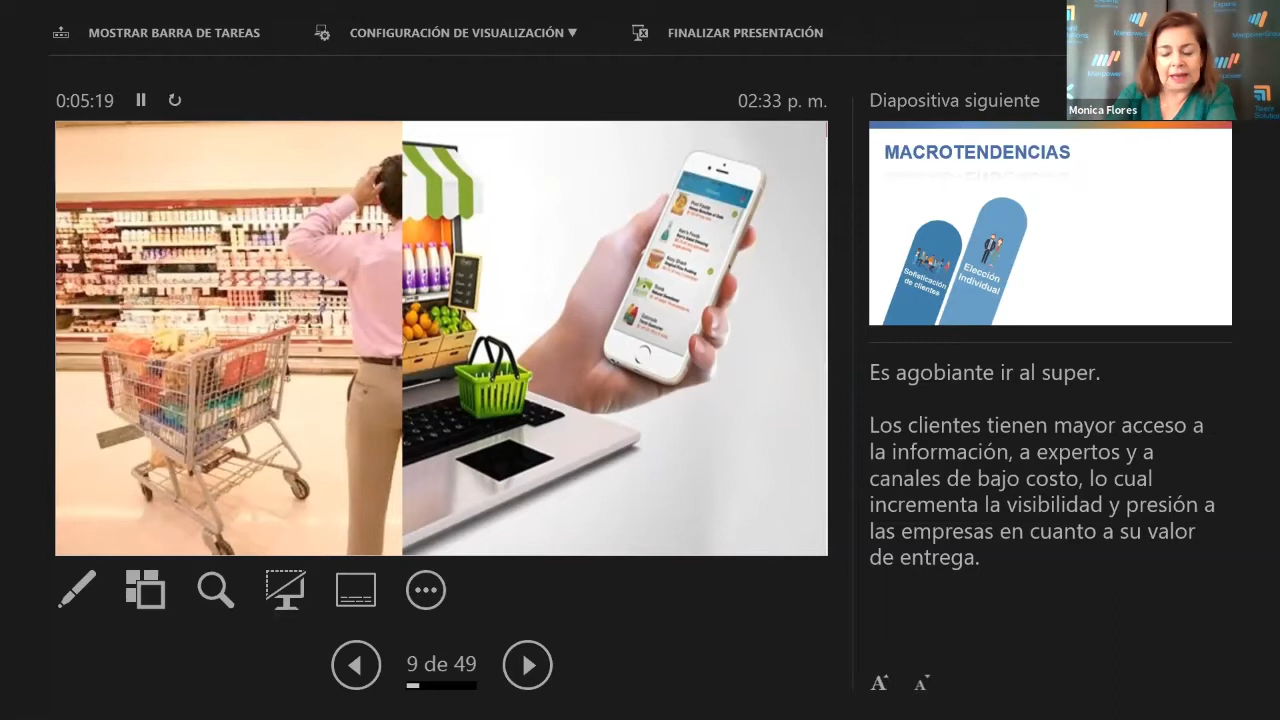 MOSTRAR BARRA DE TAREAS
CONFIGURACIÓN DE VISUALIZACIÓN ▼
FINALIZAR PRESENTACIÓN
Manpower
Monica Flores
0:05:19
02:33 p. m.
Diapositiva siguiente
MACROTENDENCIAS
Sofisticación
de clientes
Elección
Individual
Es agobiante ir al super.
Los clientes tienen mayor acceso a
la información, a expertos y a
canales de bajo costo, lo cual
incrementa la visibilidad y presión a
las empresas en cuanto a su valor
de entrega.
9 de 49
A
A